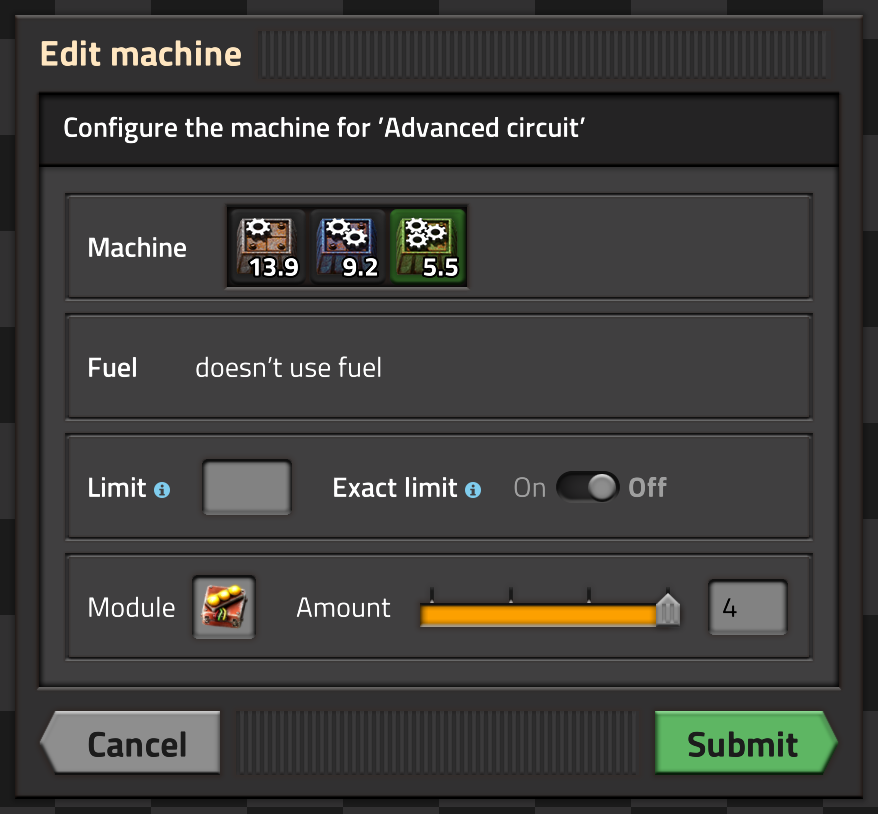 Edit machine
Configure the machine for 'Advanced circuit'
Machine 13.9 9.2 5.5
Fuel doesn't use fuel
Limit Exact limit On Off
Module Amount 4
Cancel Submit